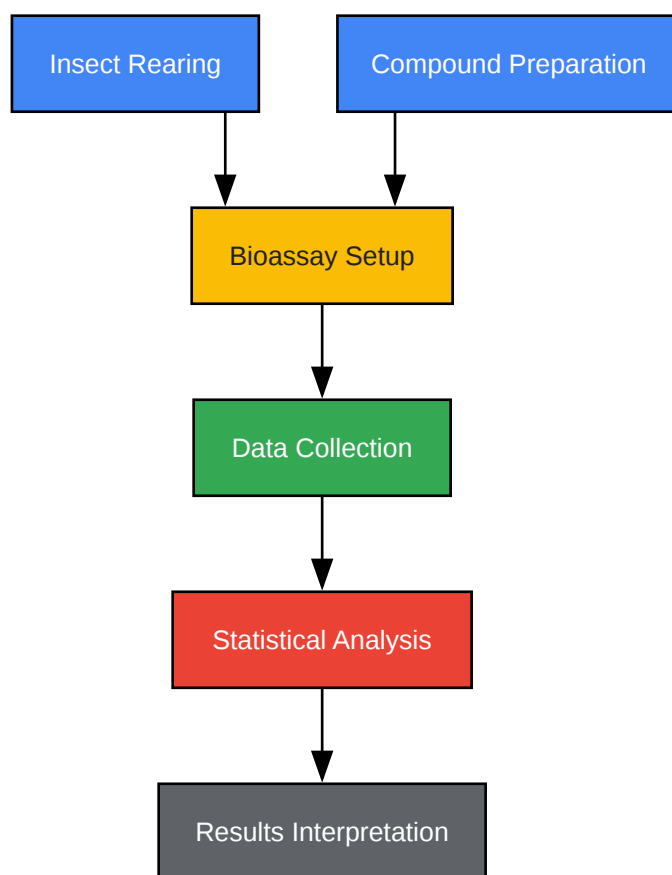 Insect Rearing
Compound Preparation
Bioassay Setup
Data Collection
Statistical Analysis
Results Interpretation